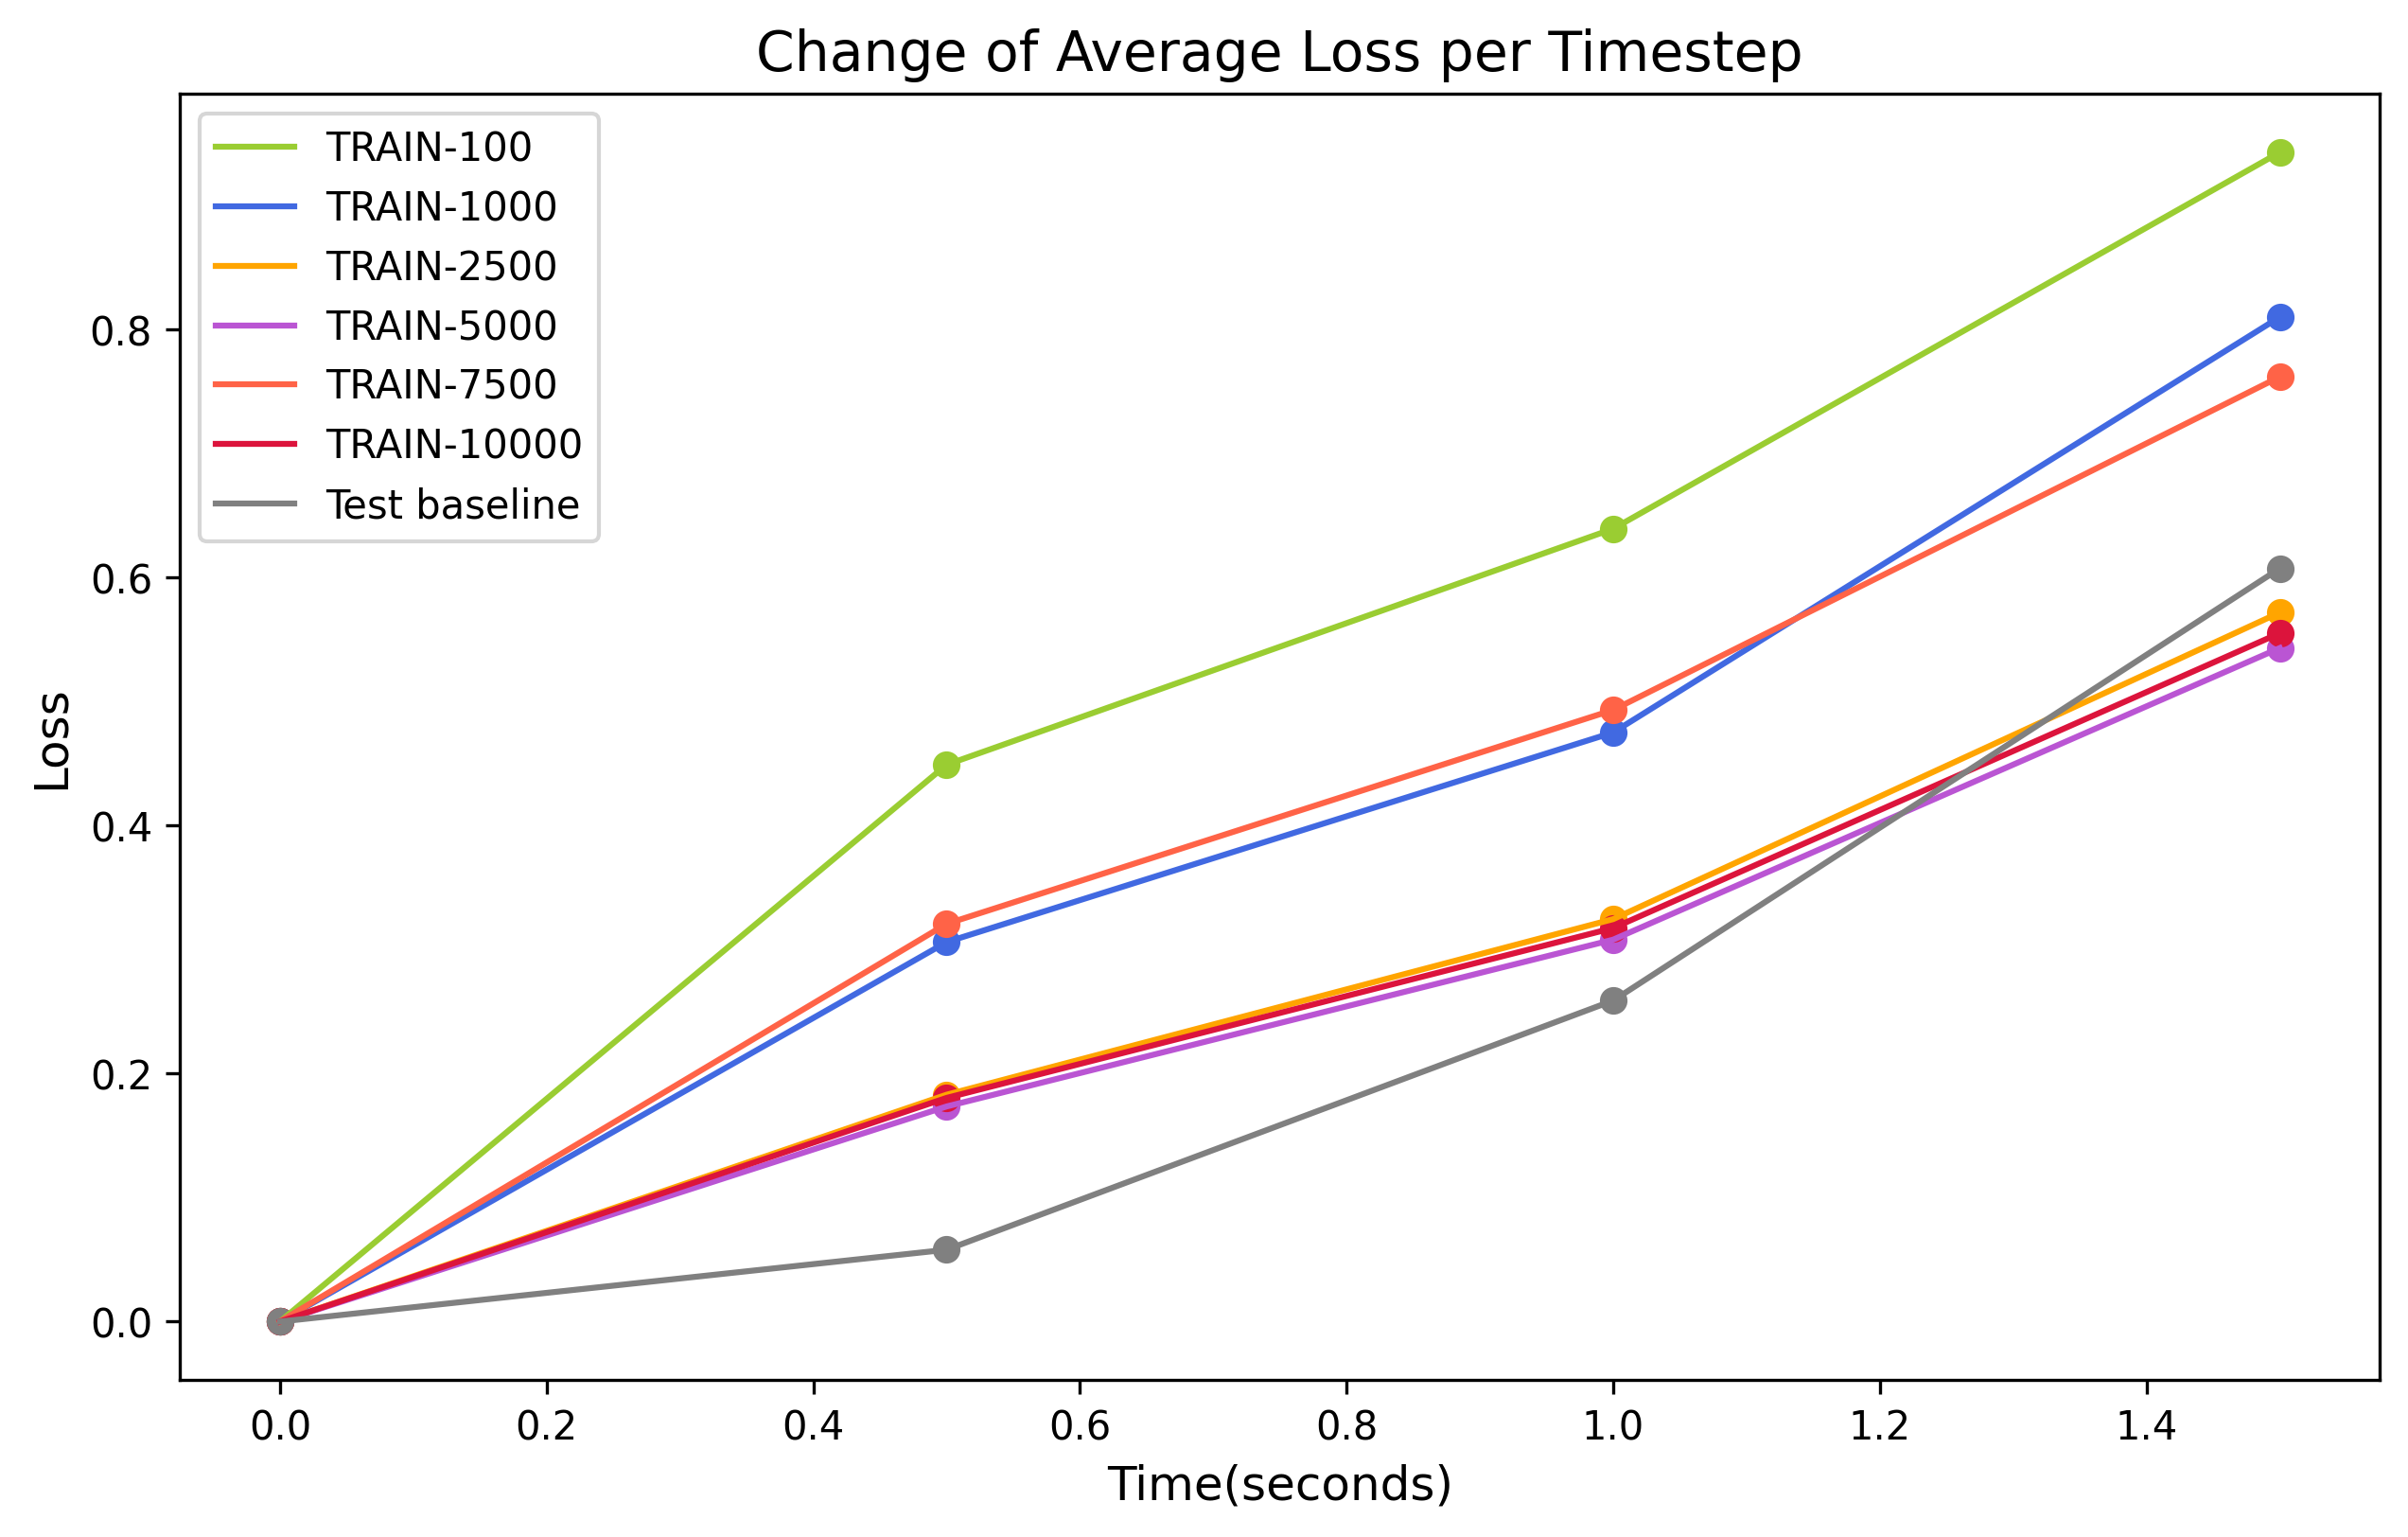 Change of Average Loss per Timestep
TRAIN-100
TRAIN-1000
TRAIN-2500
TRAIN-5000
TRAIN-7500
TRAIN-10000
Test baseline
Loss
0.8
0.6
0.4
0.2
0.0
0.0 0.2 0.4 0.6 0.8 1.0 1.2 1.4
Time(seconds)